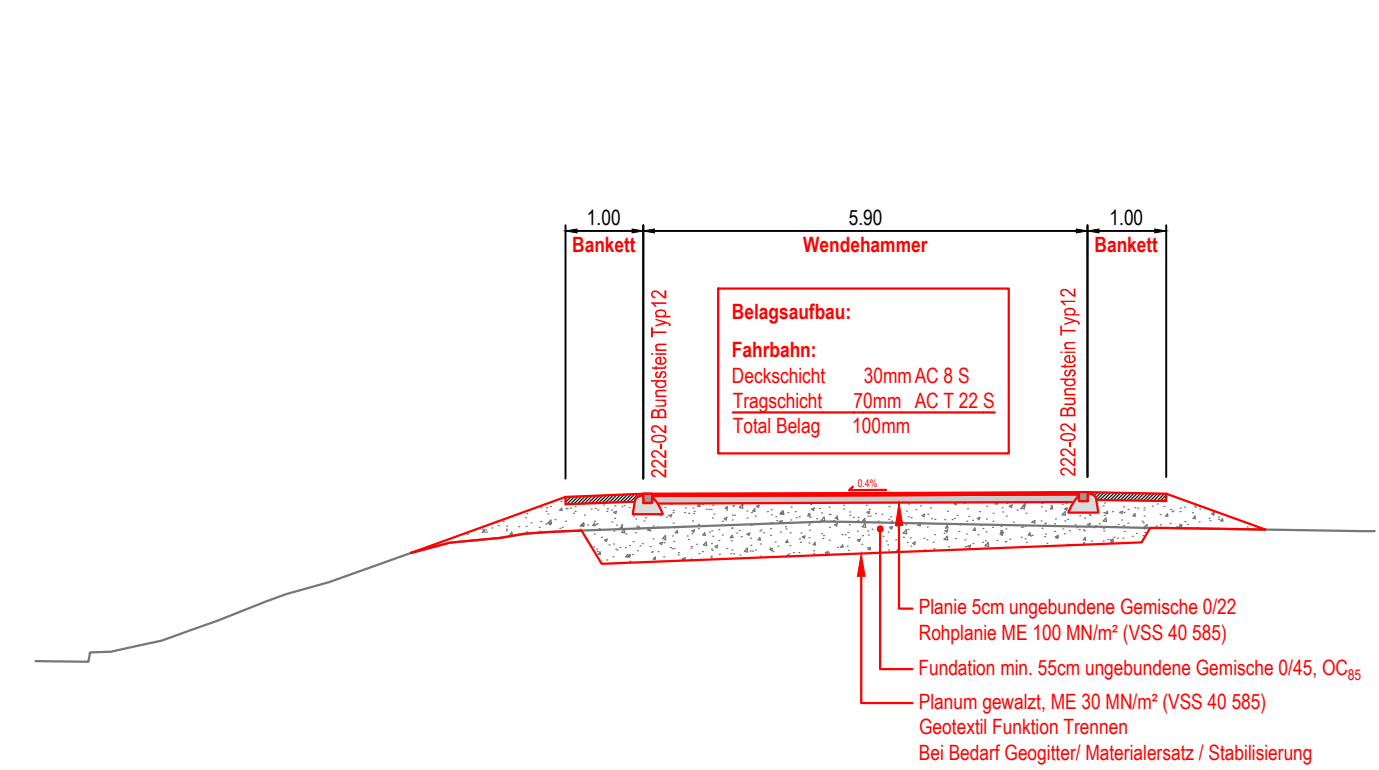 1.00
5.90
1.00
Bankett
Wendehammer
Bankett
222-02 Bundstein Typ12
222-02 Bundstein Typ12
Belagsaufbau:
Fahrbahn:
Deckschicht 30mm AC 8 S
Tragschicht 70mm AC T 22 S
Total Belag 100mm
0.4%
Planie 5cm ungebundene Gemische 0/22
Rohplanie ME 100 MN/m² (VSS 40 585)
Fundation min. 55cm ungebundene Gemische 0/45, OC₈₅
Planum gewalzt, ME 30 MN/m² (VSS 40 585)
Geotextil Funktion Trennen
Bei Bedarf Geogitter/ Materialersatz / Stabilisierung